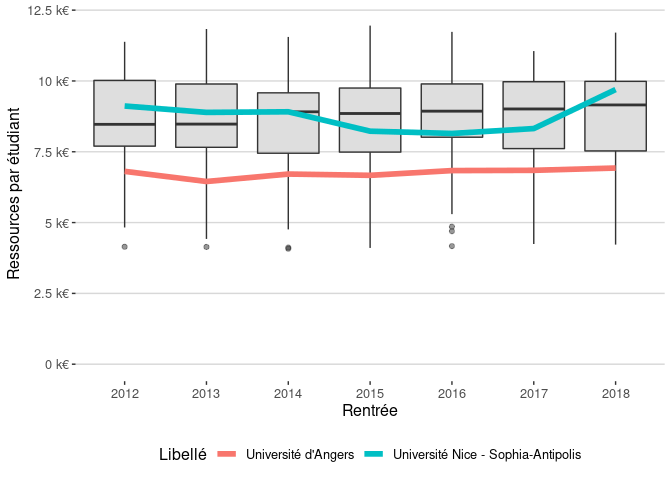 12.5 k€
10 k€
7.5 k€
5 k€
2.5 k€
0 k€
Ressources par étudiant
2012 2013 2014 2015 2016 2017 2018
Rentrée
Libellé Université d'Angers Université Nice - Sophia-Antipolis